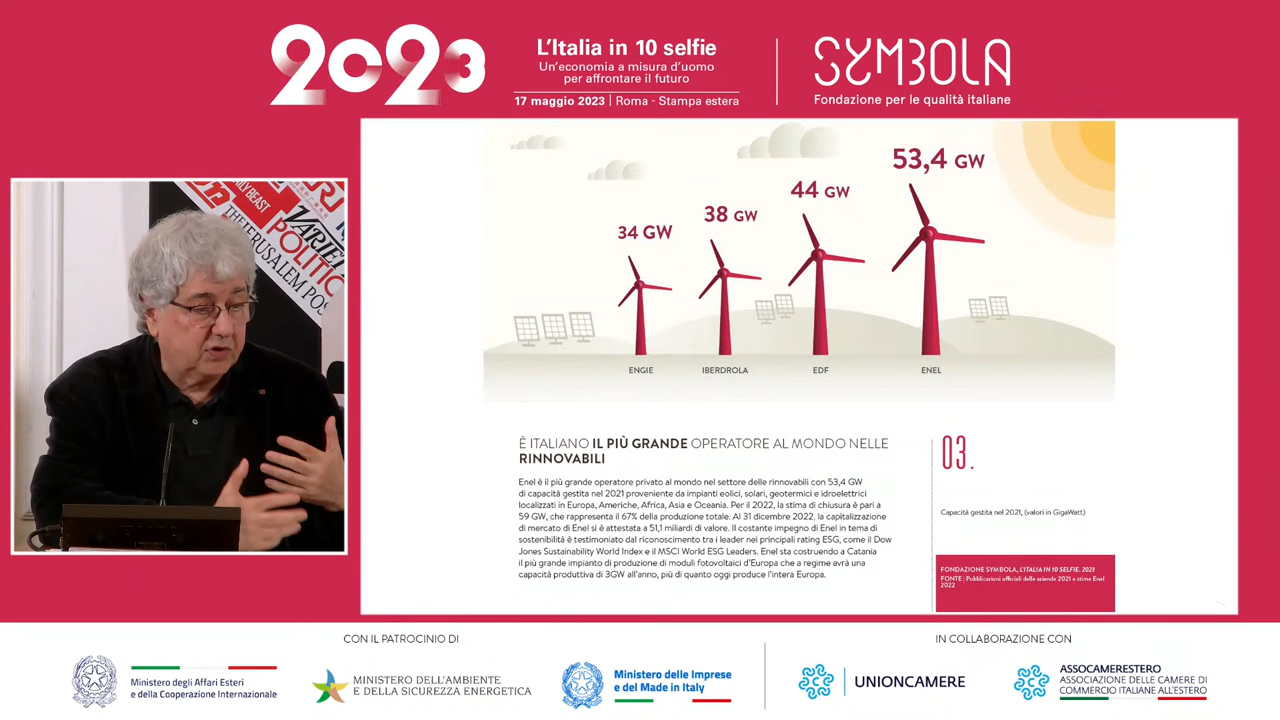 2023
L'Italia in 10 selfie
Un'economia a misura d'uomo
per affrontare il futuro
17 maggio 2023 | Roma - Stampa estera
SYMBOLA
Fondazione per le qualità italiane
DAILY BEAST
VARIETY
POLITIC
THE JERUSALEM POS
34 GW
38 GW
44 GW
53,4 GW
ENGIE
IBERDROLA
EDF
ENEL
È ITALIANO IL PIÙ GRANDE OPERATORE AL MONDO NELLE
RINNOVABILI
Enel è il più grande operatore privato al mondo nel settore delle rinnovabili con 53,4 GW
di capacità gestita nel 2021 proveniente da impianti eolici, solari, geotermici e idroelettrici
localizzati in Europa, Americhe, Africa, Asia e Oceania. Per il 2022, la stima di chiusura è pari a
59 GW, che rappresenta il 67% della produzione totale. Al 31 dicembre 2022, la capitalizzazione
di mercato di Enel si è attestata a 51,1 miliardi di valore. Il costante impegno di Enel in tema di
sostenibilità è testimoniato dal riconoscimento tra i leader nei principali rating ESG, come il Dow
Jones Sustainability World Index e il MSCI World ESG Leaders. Enel sta costruendo a Catania
il più grande impianto di produzione di moduli fotovoltaici d'Europa che a regime avrà una
capacità produttiva di 3GW all'anno, più di quanto oggi produce l'intera Europa.
03.
Capacità gestita nel 2021, (valori in GigaWatt)
FONDAZIONE SYMBOLA, L'ITALIA IN 10 SELFIE. 2023
FONTE | Pubblicazioni ufficiali delle aziende 2021 e stime Enel
2022
CON IL PATROCINIO DI
IN COLLABORAZIONE CON
Ministero degli Affari Esteri
e della Cooperazione Internazionale
MINISTERO DELL'AMBIENTE
E DELLA SICUREZZA ENERGETICA
Ministero delle Imprese
e del Made in Italy
UNIONCAMERE
ASSOCAMERESTERO
ASSOCIAZIONE DELLE CAMERE DI
COMMERCIO ITALIANE ALL'ESTERO